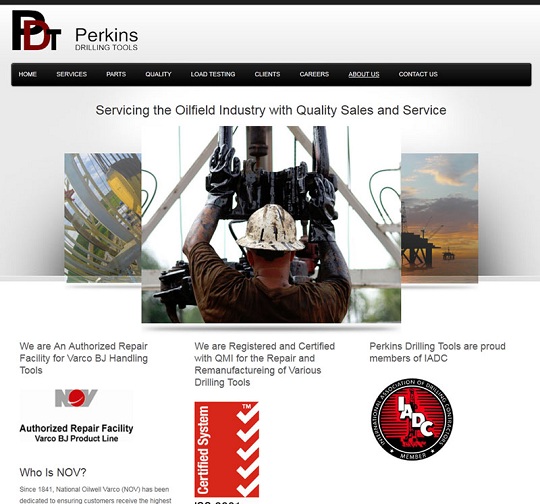 PDT
Perkins
DRILLING TOOLS
HOME SERVICES PARTS QUALITY LOAD TESTING CLIENTS CAREERS ABOUT US CONTACT US
Servicing the Oilfield Industry with Quality Sales and Service
We are An Authorized Repair
Facility for Varco BJ Handling
Tools
NOV
Authorized Repair Facility
Varco BJ Product Line
Who Is NOV?
Since 1841, National Oilwell Varco (NOV) has been
dedicated to ensuring customers receive the highest
We are Registered and Certified
with QMI for the Repair and
Remanufactureing of Various
Drilling Tools
Certified System
TM
ISO 9001
Perkins Drilling Tools are proud
members of IADC
INTERNATIONAL ASSOCIATION OF DRILLING CONTRACTORS
IADC
MEMBER